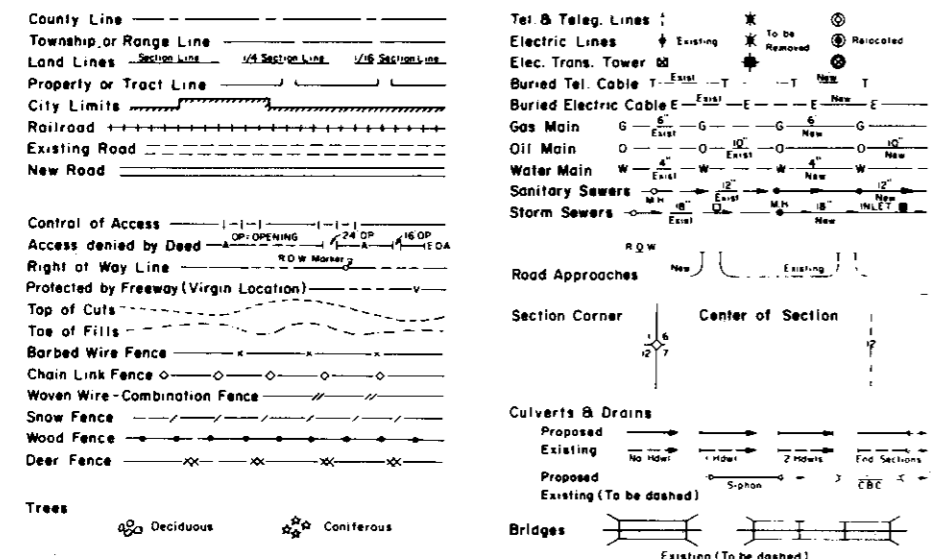 County Line
Township or Range Line
Land Lines Section Line 1/4 Section Line 1/16 Section Line
Property or Tract Line
City Limits
Railroad
Existing Road
New Road
Control of Access
Access denied by Deed A OP=OPENING 24' OP A 16' OP E.O.A.
Right of Way Line R.O.W. Marker
Protected by Freeway (Virgin Location) v
Top of Cuts
Toe of Fills
Barbed Wire Fence
Chain Link Fence
Woven Wire-Combination Fence
Snow Fence
Wood Fence
Deer Fence
Trees
Deciduous Coniferous
Tel. & Teleg. Lines
Electric Lines Existing To be Removed Relocated
Elec. Trans. Tower
Buried Tel. Cable T Exist T T New T
Buried Electric Cable E Exist E E New E
Gas Main G 6" Exist G G 6" New G
Oil Main O O 10" Exist O O 10" New
Water Main W 4" Exist W W 4" New W
Sanitary Sewers M.H. 12" Exist M.H. 12" New
Storm Sewers 18" Exist 18" New INLET
R.O.W.
Road Approaches New Existing
Section Corner 1 6 12 7 Center of Section 12
Culverts & Drains
Proposed
Existing No Hdwl 1 Hdwl 2 Hdwls End Sections
Proposed Siphon CBC
Existing (To be dashed)
Bridges
Existing (To be dashed)